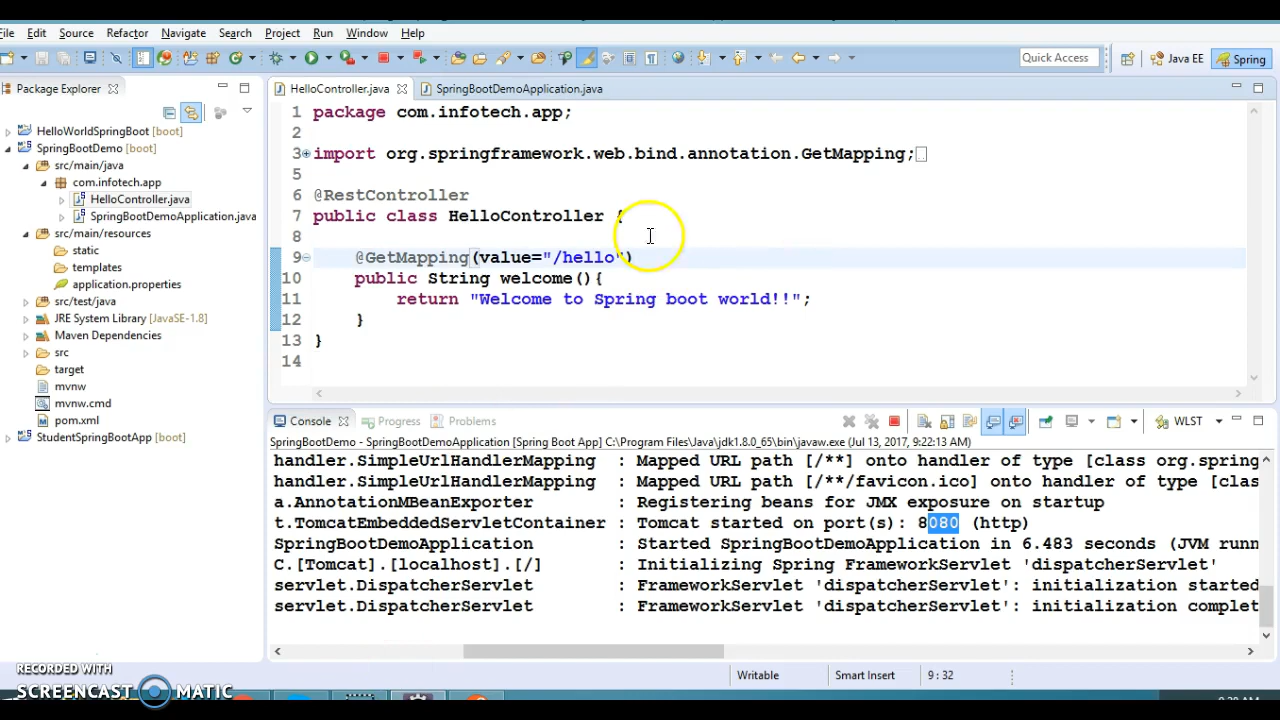 File Edit Source Refactor Navigate Search Project Run Window Help
Quick Access Java EE Spring
Package Explorer
HelloWorldSpringBoot [boot]
SpringBootDemo [boot]
src/main/java
com.infotech.app
HelloController.java
SpringBootDemoApplication.java
src/main/resources
static
templates
application.properties
src/test/java
JRE System Library [JavaSE-1.8]
Maven Dependencies
src
target
mvnw
mvnw.cmd
pom.xml
StudentSpringBootApp [boot]
HelloController.java SpringBootDemoApplication.java
1 package com.infotech.app;
2
3 import org.springframework.web.bind.annotation.GetMapping;
5
6 @RestController
7 public class HelloController {
8
9 @GetMapping(value="/hello")
10 public String welcome(){
11 return "Welcome to Spring boot world!!";
12 }
13 }
14
Console Progress Problems
WLST
SpringBootDemo - SpringBootDemoApplication [Spring Boot App] C:\Program Files\Java\jdk1.8.0_65\bin\javaw.exe (Jul 13, 2017, 9:22:13 AM)
handler.SimpleUrlHandlerMapping : Mapped URL path [/**] onto handler of type [class org.spring
handler.SimpleUrlHandlerMapping : Mapped URL path [/**/favicon.ico] onto handler of type [clas
a.AnnotationMBeanExporter : Registering beans for JMX exposure on startup
t.TomcatEmbeddedServletContainer : Tomcat started on port(s): 8080 (http)
SpringBootDemoApplication : Started SpringBootDemoApplication in 6.483 seconds (JVM runn
C.[Tomcat].[localhost].[/] : Initializing Spring FrameworkServlet 'dispatcherServlet'
servlet.DispatcherServlet : FrameworkServlet 'dispatcherServlet': initialization started
servlet.DispatcherServlet : FrameworkServlet 'dispatcherServlet': initialization complet
Writable Smart Insert 9 : 32
RECORDED WITH
SCREENCAST MATIC